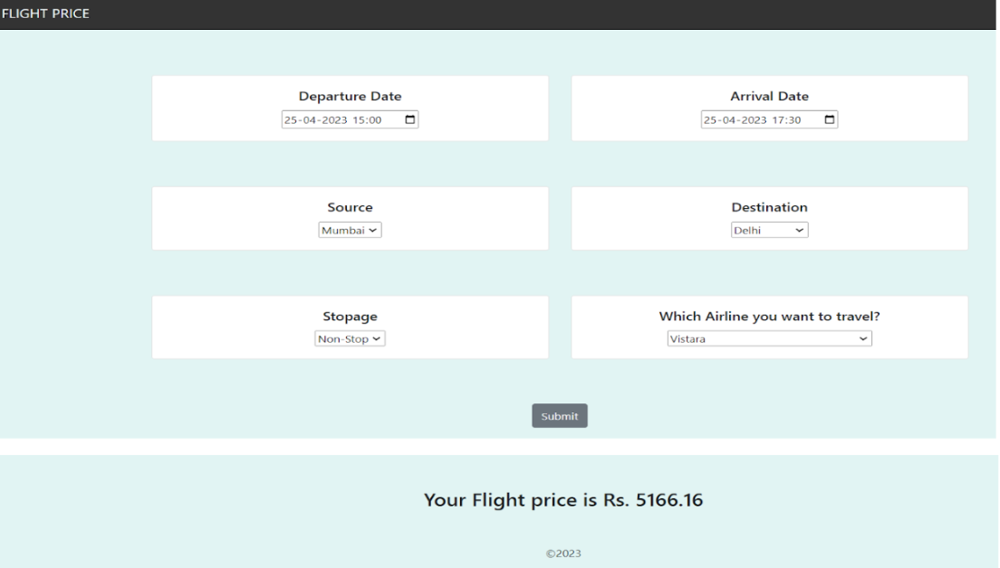 FLIGHT PRICE
Departure Date
25-04-2023 15:00
Arrival Date
25-04-2023 17:30
Source
Mumbai
Destination
Delhi
Stopage
Non-Stop
Which Airline you want to travel?
Vistara
Submit
Your Flight price is Rs. 5166.16
©2023